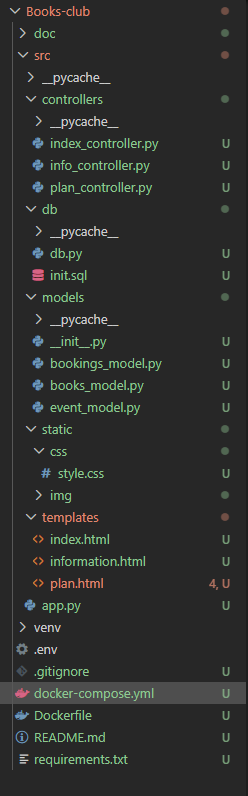 Books-club
doc
src
__pycache__
controllers
__pycache__
index_controller.py U
info_controller.py U
plan_controller.py U
db
__pycache__
db.py U
init.sql U
models
__pycache__
__init__.py U
bookings_model.py U
books_model.py U
event_model.py U
static
css
# style.css U
img
templates
<> index.html U
<> information.html U
<> plan.html 4, U
app.py U
venv
.env
.gitignore U
docker-compose.yml U
Dockerfile U
README.md U
requirements.txt U